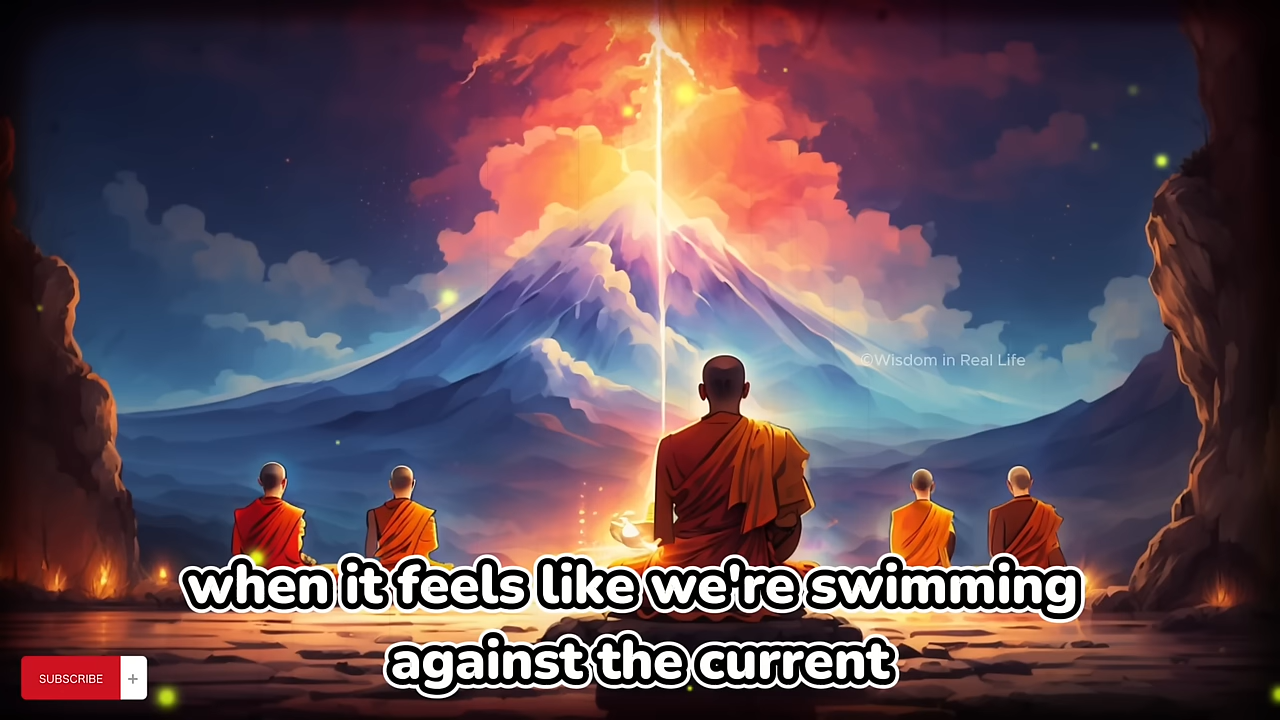 ©Wisdom in Real Life
when it feels like we're swimming
against the current
SUBSCRIBE +